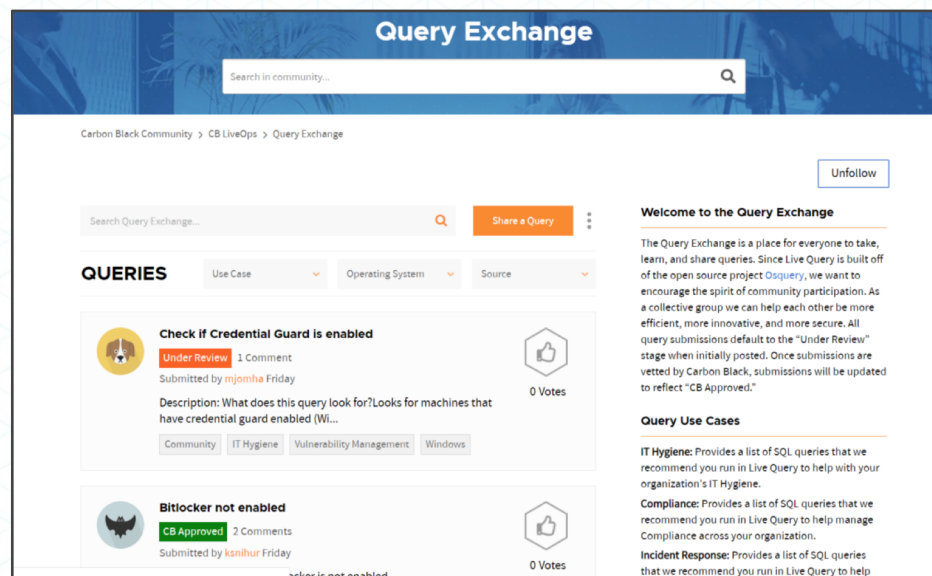 Query Exchange
Search in community...
Carbon Black Community > CB LiveOps > Query Exchange
Unfollow
Search Query Exchange...
Share a Query
QUERIES
Use Case
Operating System
Source
Check if Credential Guard is enabled
Under Review 1 Comment
Submitted by mjomha Friday
Description: What does this query look for?Looks for machines that
have credential guard enabled (Wi...
Community
IT Hygiene
Vulnerability Management
Windows
0 Votes
Bitlocker not enabled
CB Approved 2 Comments
Submitted by ksnihur Friday
ocker is not enabled
0 Votes
Welcome to the Query Exchange
The Query Exchange is a place for everyone to take,
learn, and share queries. Since Live Query is built off
of the open source project Osquery, we want to
encourage the spirit of community participation. As
a collective group we can help each other be more
efficient, more innovative, and more secure. All
query submissions default to the “Under Review”
stage when initially posted. Once submissions are
vetted by Carbon Black, submissions will be updated
to reflect “CB Approved.”
Query Use Cases
IT Hygiene: Provides a list of SQL queries that we
recommend you run in Live Query to help with your
organization's IT Hygiene.
Compliance: Provides a list of SQL queries that we
recommend you run in Live Query to help manage
Compliance across your organization.
Incident Response: Provides a list of SQL queries
that we recommend you run in Live Query to help